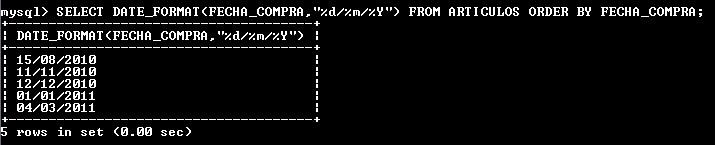 mysql> SELECT DATE_FORMAT(FECHA_COMPRA,"%d/%m/%Y") FROM ARTICULOS ORDER BY FECHA_COMPRA;
+--------------------------------------+
| DATE_FORMAT(FECHA_COMPRA,"%d/%m/%Y") |
+--------------------------------------+
| 15/08/2010                           |
| 11/11/2010                           |
| 12/12/2010                           |
| 01/01/2011                           |
| 04/03/2011                           |
+--------------------------------------+
5 rows in set (0.00 sec)